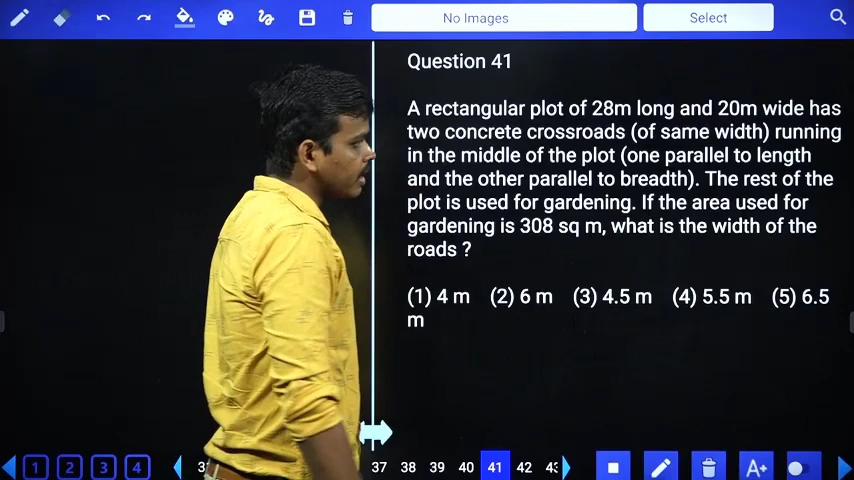 No Images
Select
Question 41
A rectangular plot of 28m long and 20m wide has
two concrete crossroads (of same width) running
in the middle of the plot (one parallel to length
and the other parallel to breadth). The rest of the
plot is used for gardening. If the area used for
gardening is 308 sq m, what is the width of the
roads ?
(1) 4 m (2) 6 m (3) 4.5 m (4) 5.5 m (5) 6.5
m
1 2 3 4 37 38 39 40 41 42 A+